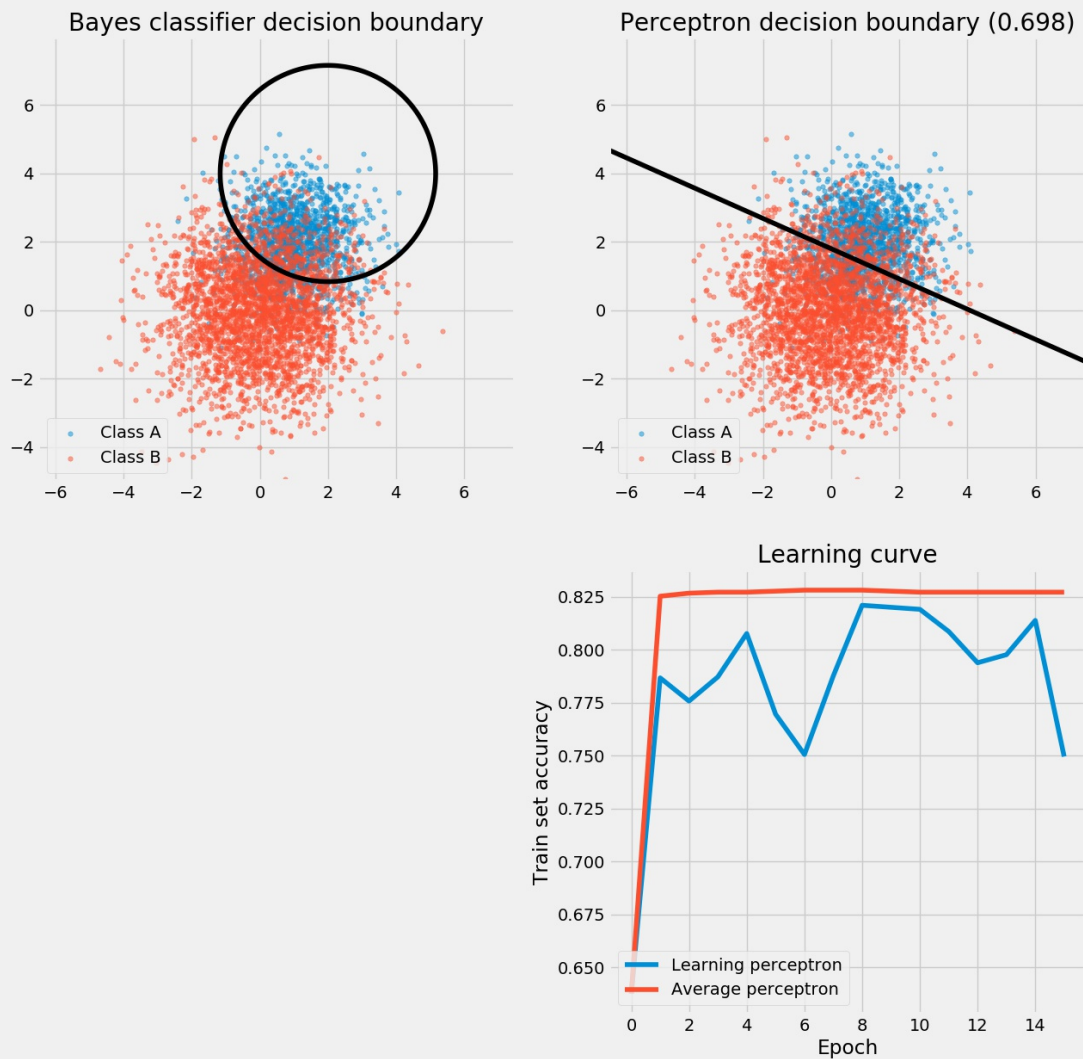 Bayes classifier decision boundary
6
4
2
0
−2
−4
Class A
Class B
−6 −4 −2 0 2 4 6
Perceptron decision boundary (0.698)
6
4
2
0
−2
−4
Class A
Class B
−6 −4 −2 0 2 4 6
Learning curve
Train set accuracy
0.825
0.800
0.775
0.750
0.725
0.700
0.675
0.650
Learning perceptron
Average perceptron
0 2 4 6 8 10 12 14
Epoch